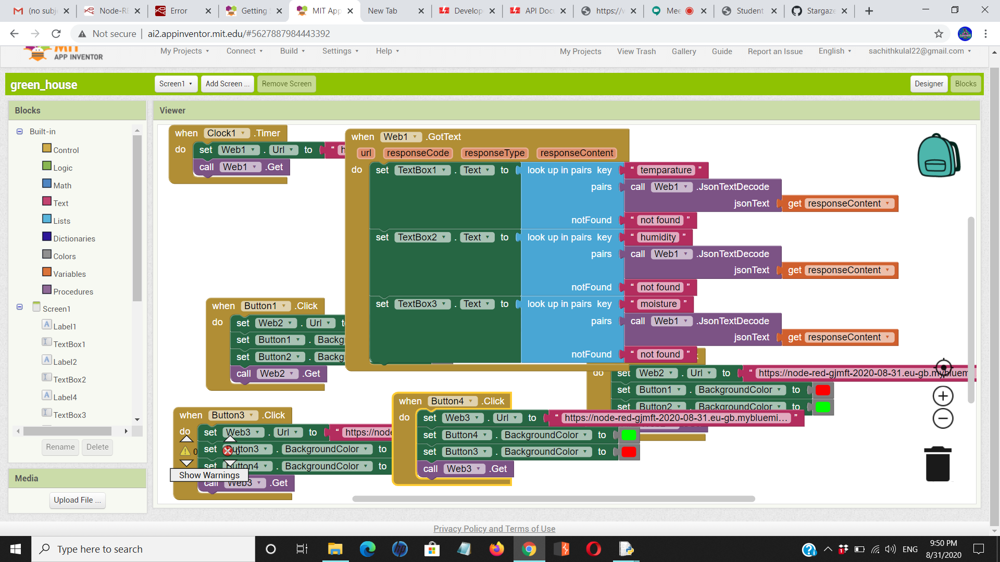 (no subj
Node-RE
Error
Getting
MIT App
New Tab
Develop
API Doc
https://v
Mee
Student
Stargaze
Not secure | ai2.appinventor.mit.edu/#5627887984443392
MIT
APP INVENTOR
My Projects
Connect
Build
Settings
Help
My Projects
View Trash
Gallery
Guide
Report an Issue
English
sachithkulal22@gmail.com
green_house
Screen1
Add Screen ...
Remove Screen
Designer
Blocks
Blocks
Viewer
Built-in
Control
Logic
Math
Text
Lists
Dictionaries
Colors
Variables
Procedures
Screen1
Label1
TextBox1
Label2
TextBox2
Label4
TextBox3
Rename
Delete
Media
Upload File ...
when Clock1 .Timer
do set Web1 . Url to “ h
call Web1 .Get
when Web1 .GotText
url responseCode responseType responseContent
do set TextBox1 . Text to look up in pairs key “ temparature ”
pairs call Web1 .JsonTextDecode
jsonText get responseContent
notFound “ not found ”
set TextBox2 . Text to look up in pairs key “ humidity ”
pairs call Web1 .JsonTextDecode
jsonText get responseContent
notFound “ not found ”
set TextBox3 . Text to look up in pairs key “ moisture ”
pairs call Web1 .JsonTextDecode
jsonText get responseContent
notFound “ not found ”
when Button1 .Click
do set Web2 . Url t
set Button1 . Backg
set Button2 . Backg
call Web2 .Get
do set Web2 . Url to “ https://node-red-gjmft-2020-08-31.eu-gb.mybluem
set Button1 . BackgroundColor to
set Button2 . BackgroundColor to
when Button3 .Click
do set Web3 . Url to “ https://node
set Button3 . BackgroundColor to
set Button4 . BackgroundColor to
call Web3 .Get
0
0
Show Warnings
when Button4 .Click
do set Web3 . Url to “ https://node-red-gjmft-2020-08-31.eu-gb.mybluemi... ”
set Button4 . BackgroundColor to
set Button3 . BackgroundColor to
call Web3 .Get
Privacy Policy and Terms of Use
Type here to search
ENG
9:50 PM
8/31/2020